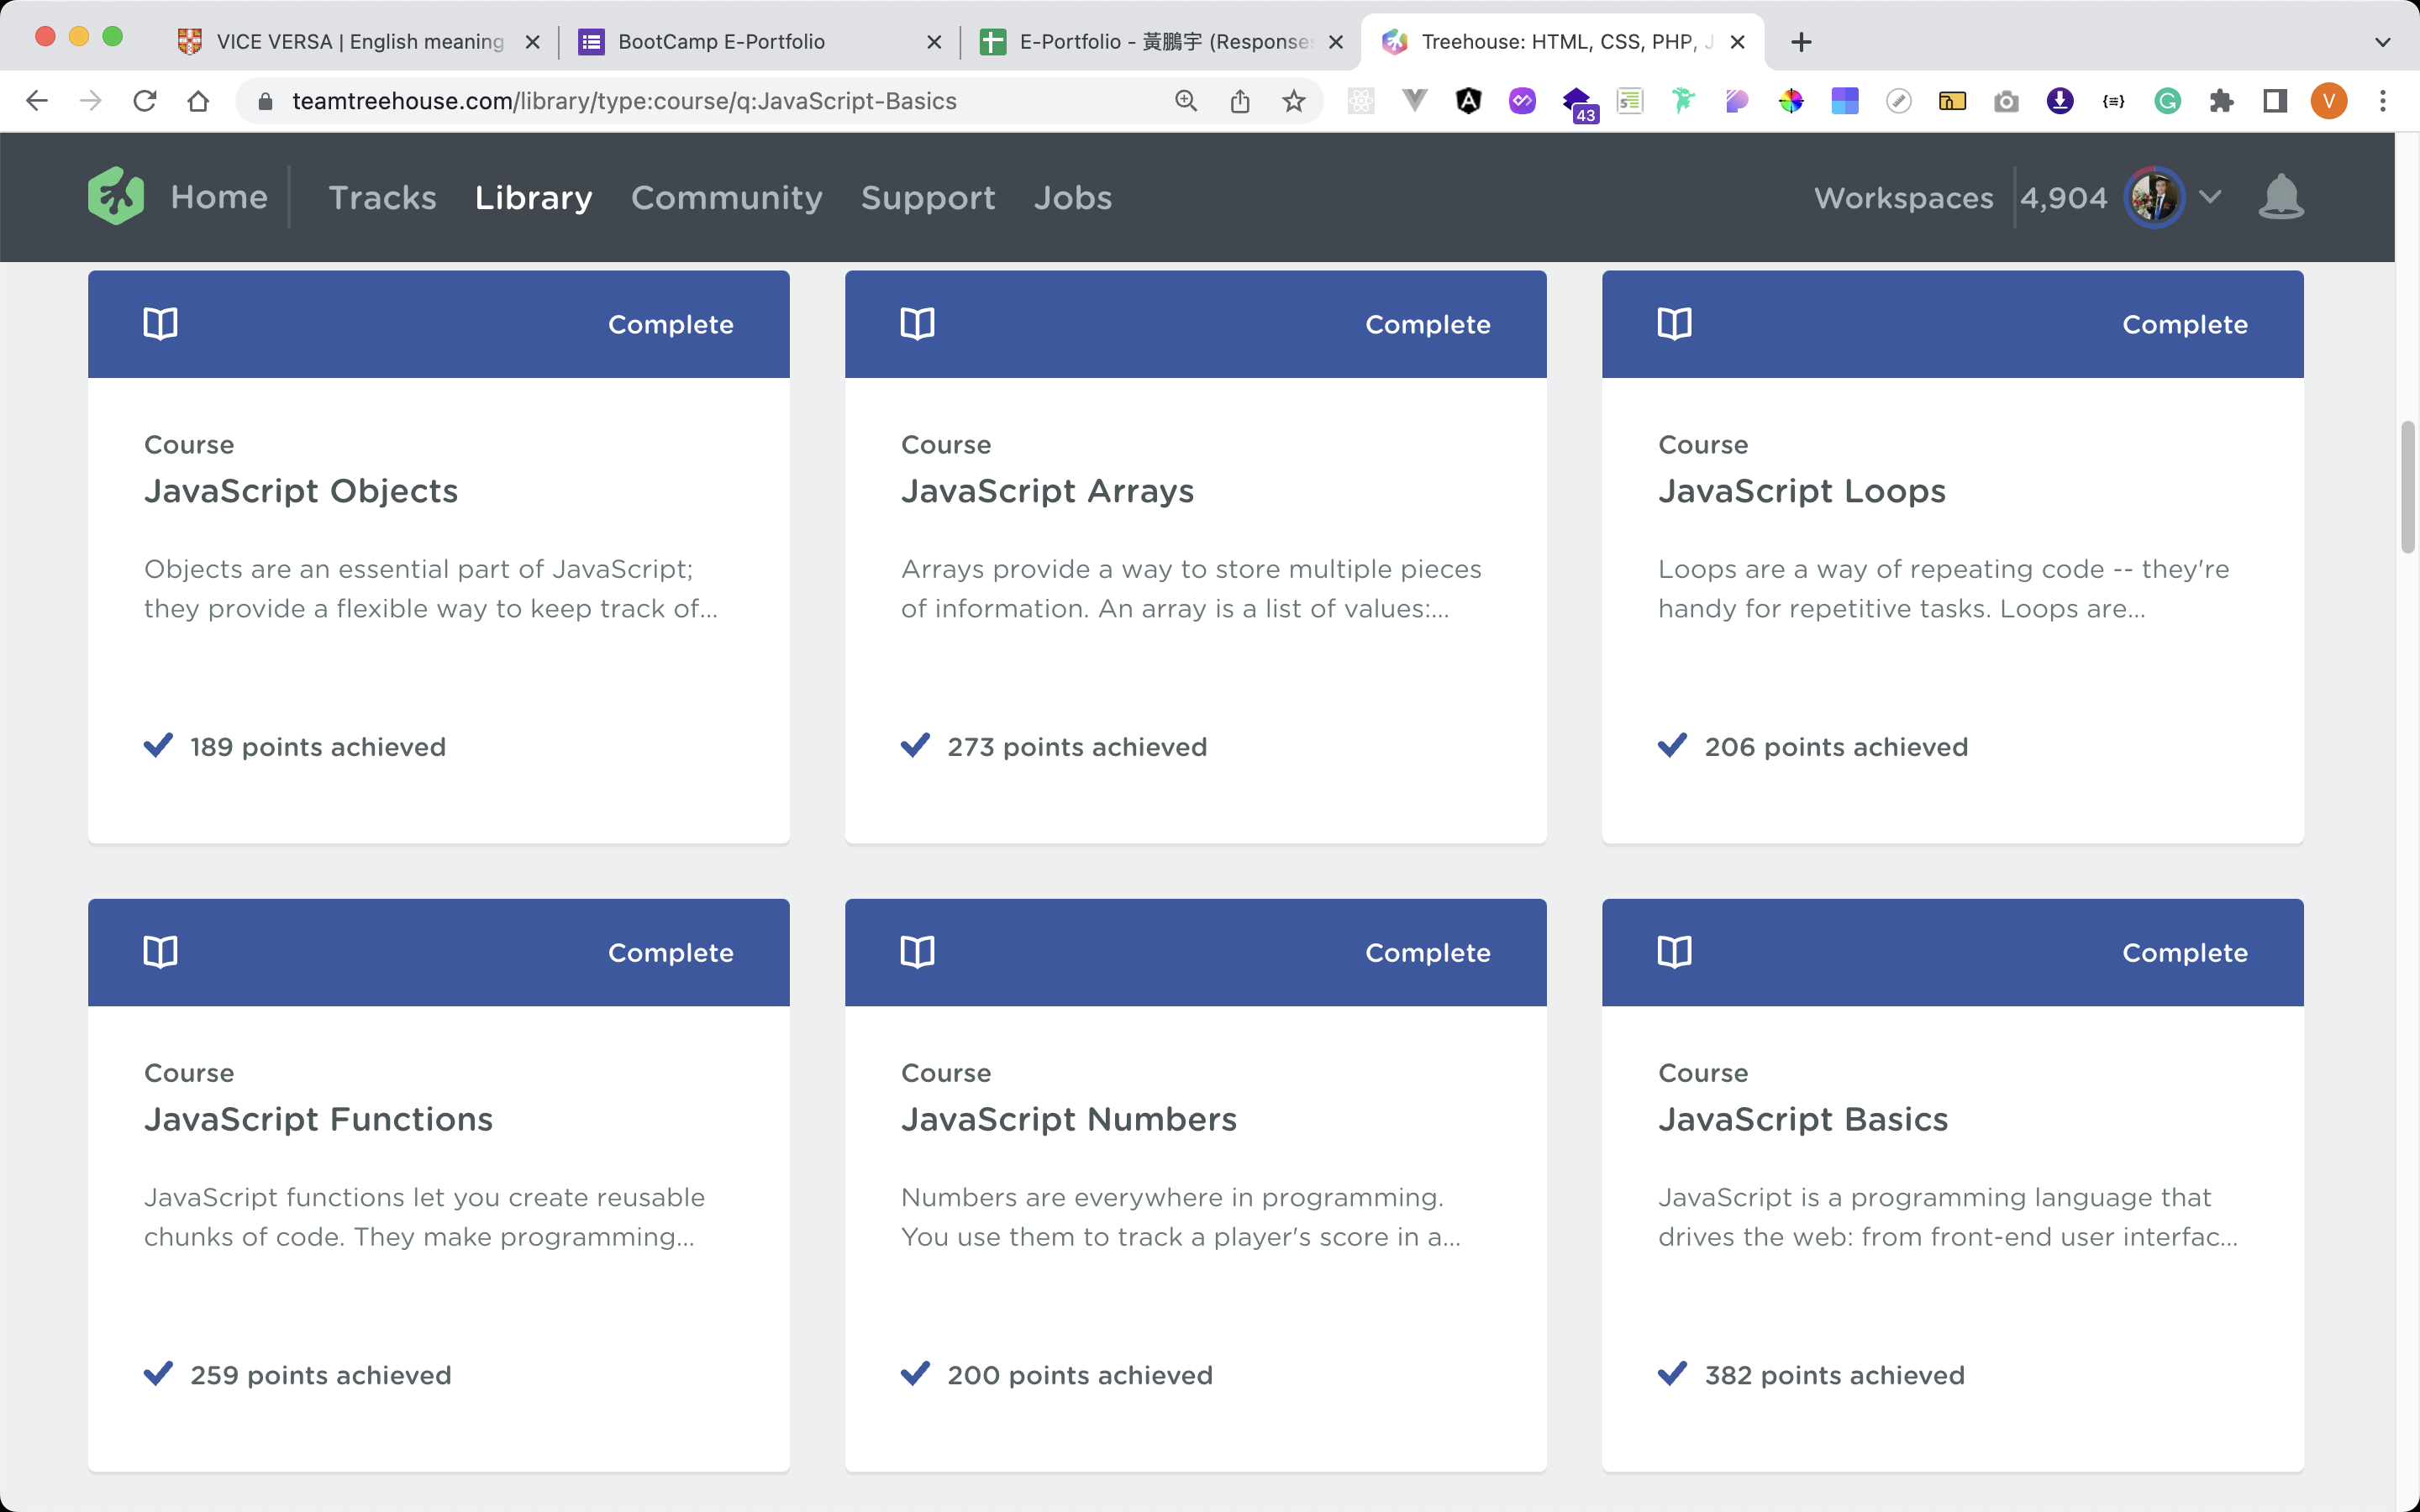 VICE VERSA | English meaning
BootCamp E-Portfolio
E-Portfolio - 黃鵬宇 (Responses
Treehouse: HTML, CSS, PHP, J
teamtreehouse.com/library/type:course/q:JavaScript-Basics
43
V
Home
Tracks
Library
Community
Support
Jobs
Workspaces
4,904
Complete
Course
JavaScript Objects
Objects are an essential part of JavaScript;
they provide a flexible way to keep track of...
189 points achieved
Complete
Course
JavaScript Arrays
Arrays provide a way to store multiple pieces
of information. An array is a list of values:...
273 points achieved
Complete
Course
JavaScript Loops
Loops are a way of repeating code -- they're
handy for repetitive tasks. Loops are...
206 points achieved
Complete
Course
JavaScript Functions
JavaScript functions let you create reusable
chunks of code. They make programming...
259 points achieved
Complete
Course
JavaScript Numbers
Numbers are everywhere in programming.
You use them to track a player's score in a...
200 points achieved
Complete
Course
JavaScript Basics
JavaScript is a programming language that
drives the web: from front-end user interfac...
382 points achieved